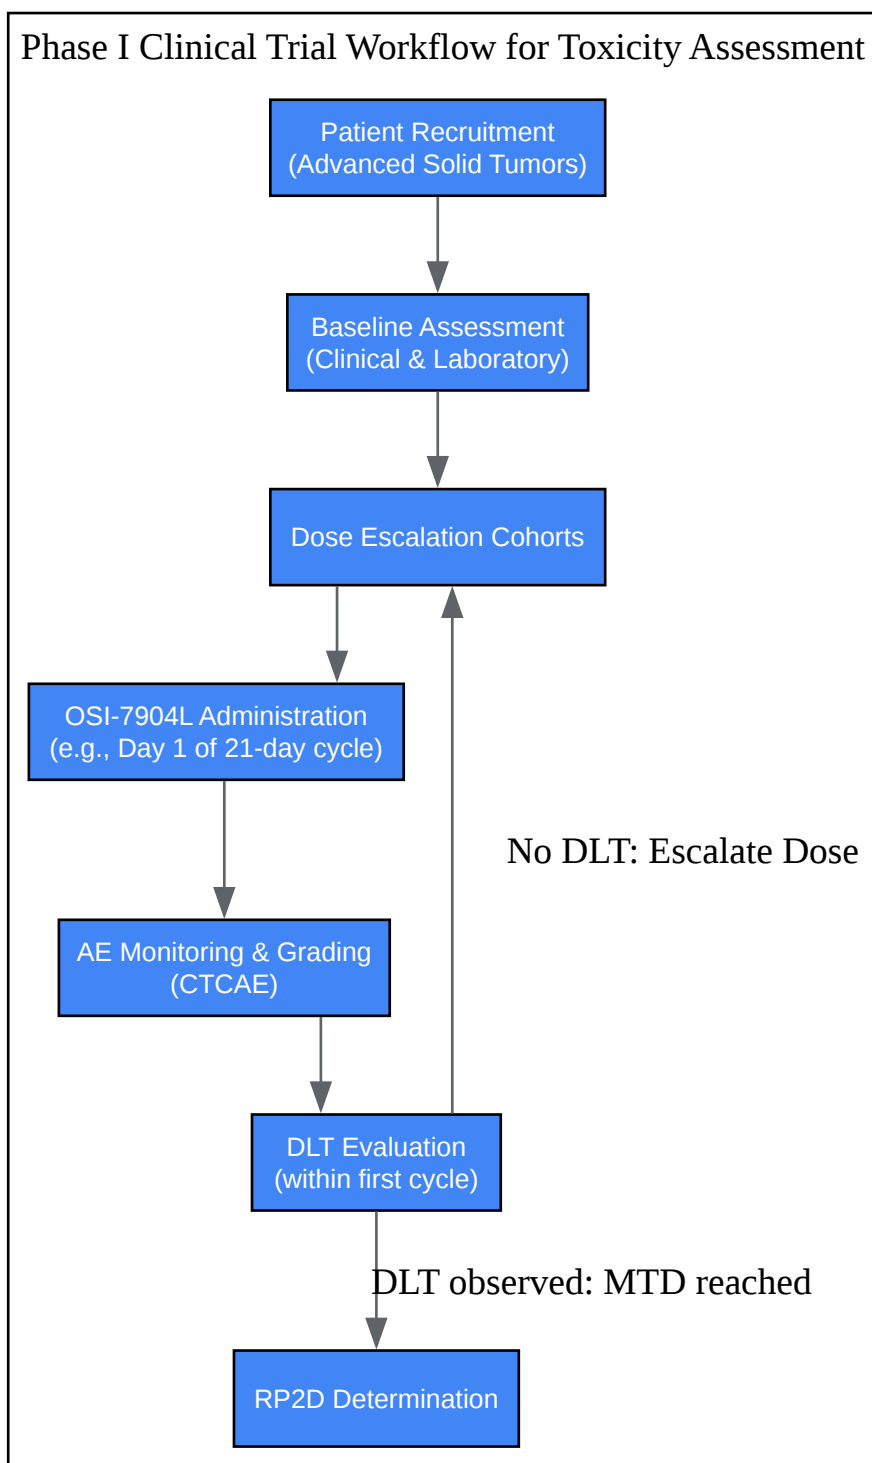 Phase I Clinical Trial Workflow for Toxicity Assessment
Patient Recruitment
(Advanced Solid Tumors)
Baseline Assessment
(Clinical & Laboratory)
Dose Escalation Cohorts
OSI-7904L Administration
(e.g., Day 1 of 21-day cycle)
No DLT: Escalate Dose
AE Monitoring & Grading
(CTCAE)
DLT Evaluation
(within first cycle)
DLT observed: MTD reached
RP2D Determination